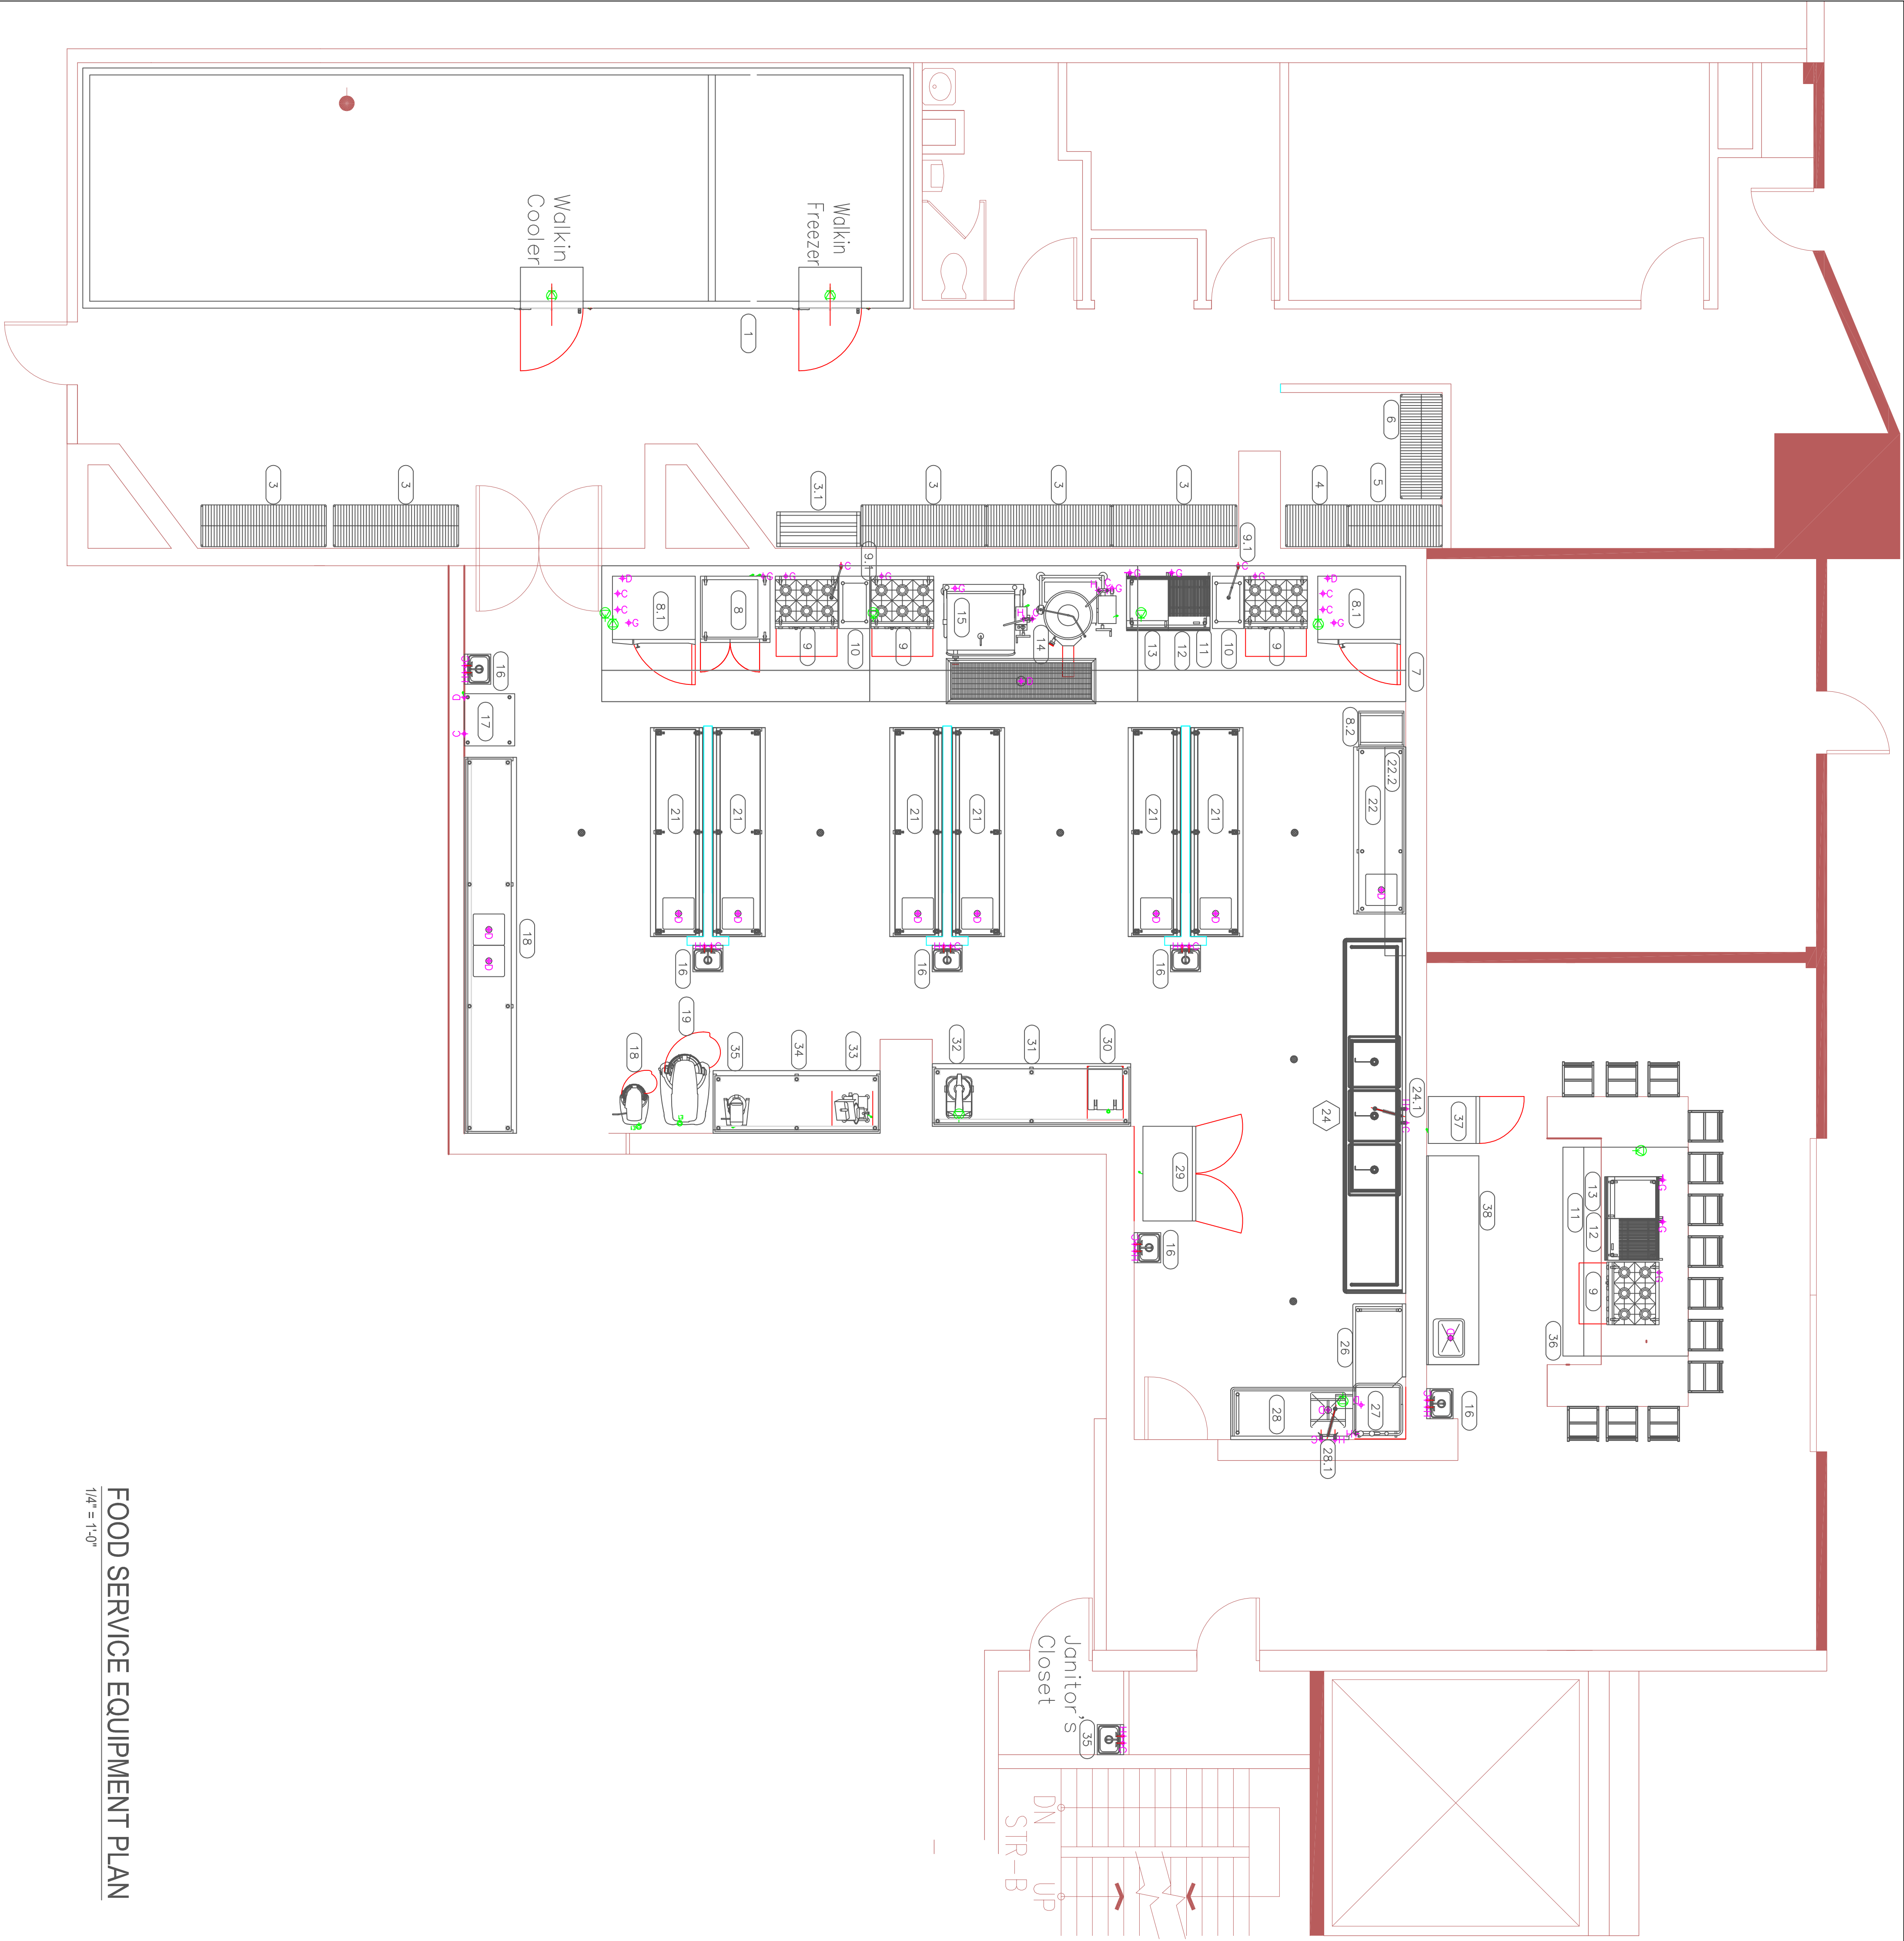 Walkin
Cooler
Walkin
Freezer
1
3
3
3.1
3
3
3
4
5
6
9.1
9.1
8.1
8
9
10
9
15
14
13
12
11
10
9
8.1
7
D
C
C
G
G
G
C
G
G
H
H
C
G
G
G
C
G
D
C
C
G
D
16
17
D
C
18
D
D
21
21
21
21
21
21
D
D
D
D
D
D
H
C
H
C
H
C
16
16
16
8.2
22.2
22
D
18
19
35
34
33
32
31
30
24
24.1
H
C
29
16
26
27
28
28.1
D
H
37
38
16
13
12
11
9
36
G
G
G
Janitor's
Closet
35
H
C
DN
UP
STR-B
FOOD SERVICE EQUIPMENT PLAN
1/4" = 1'-0"